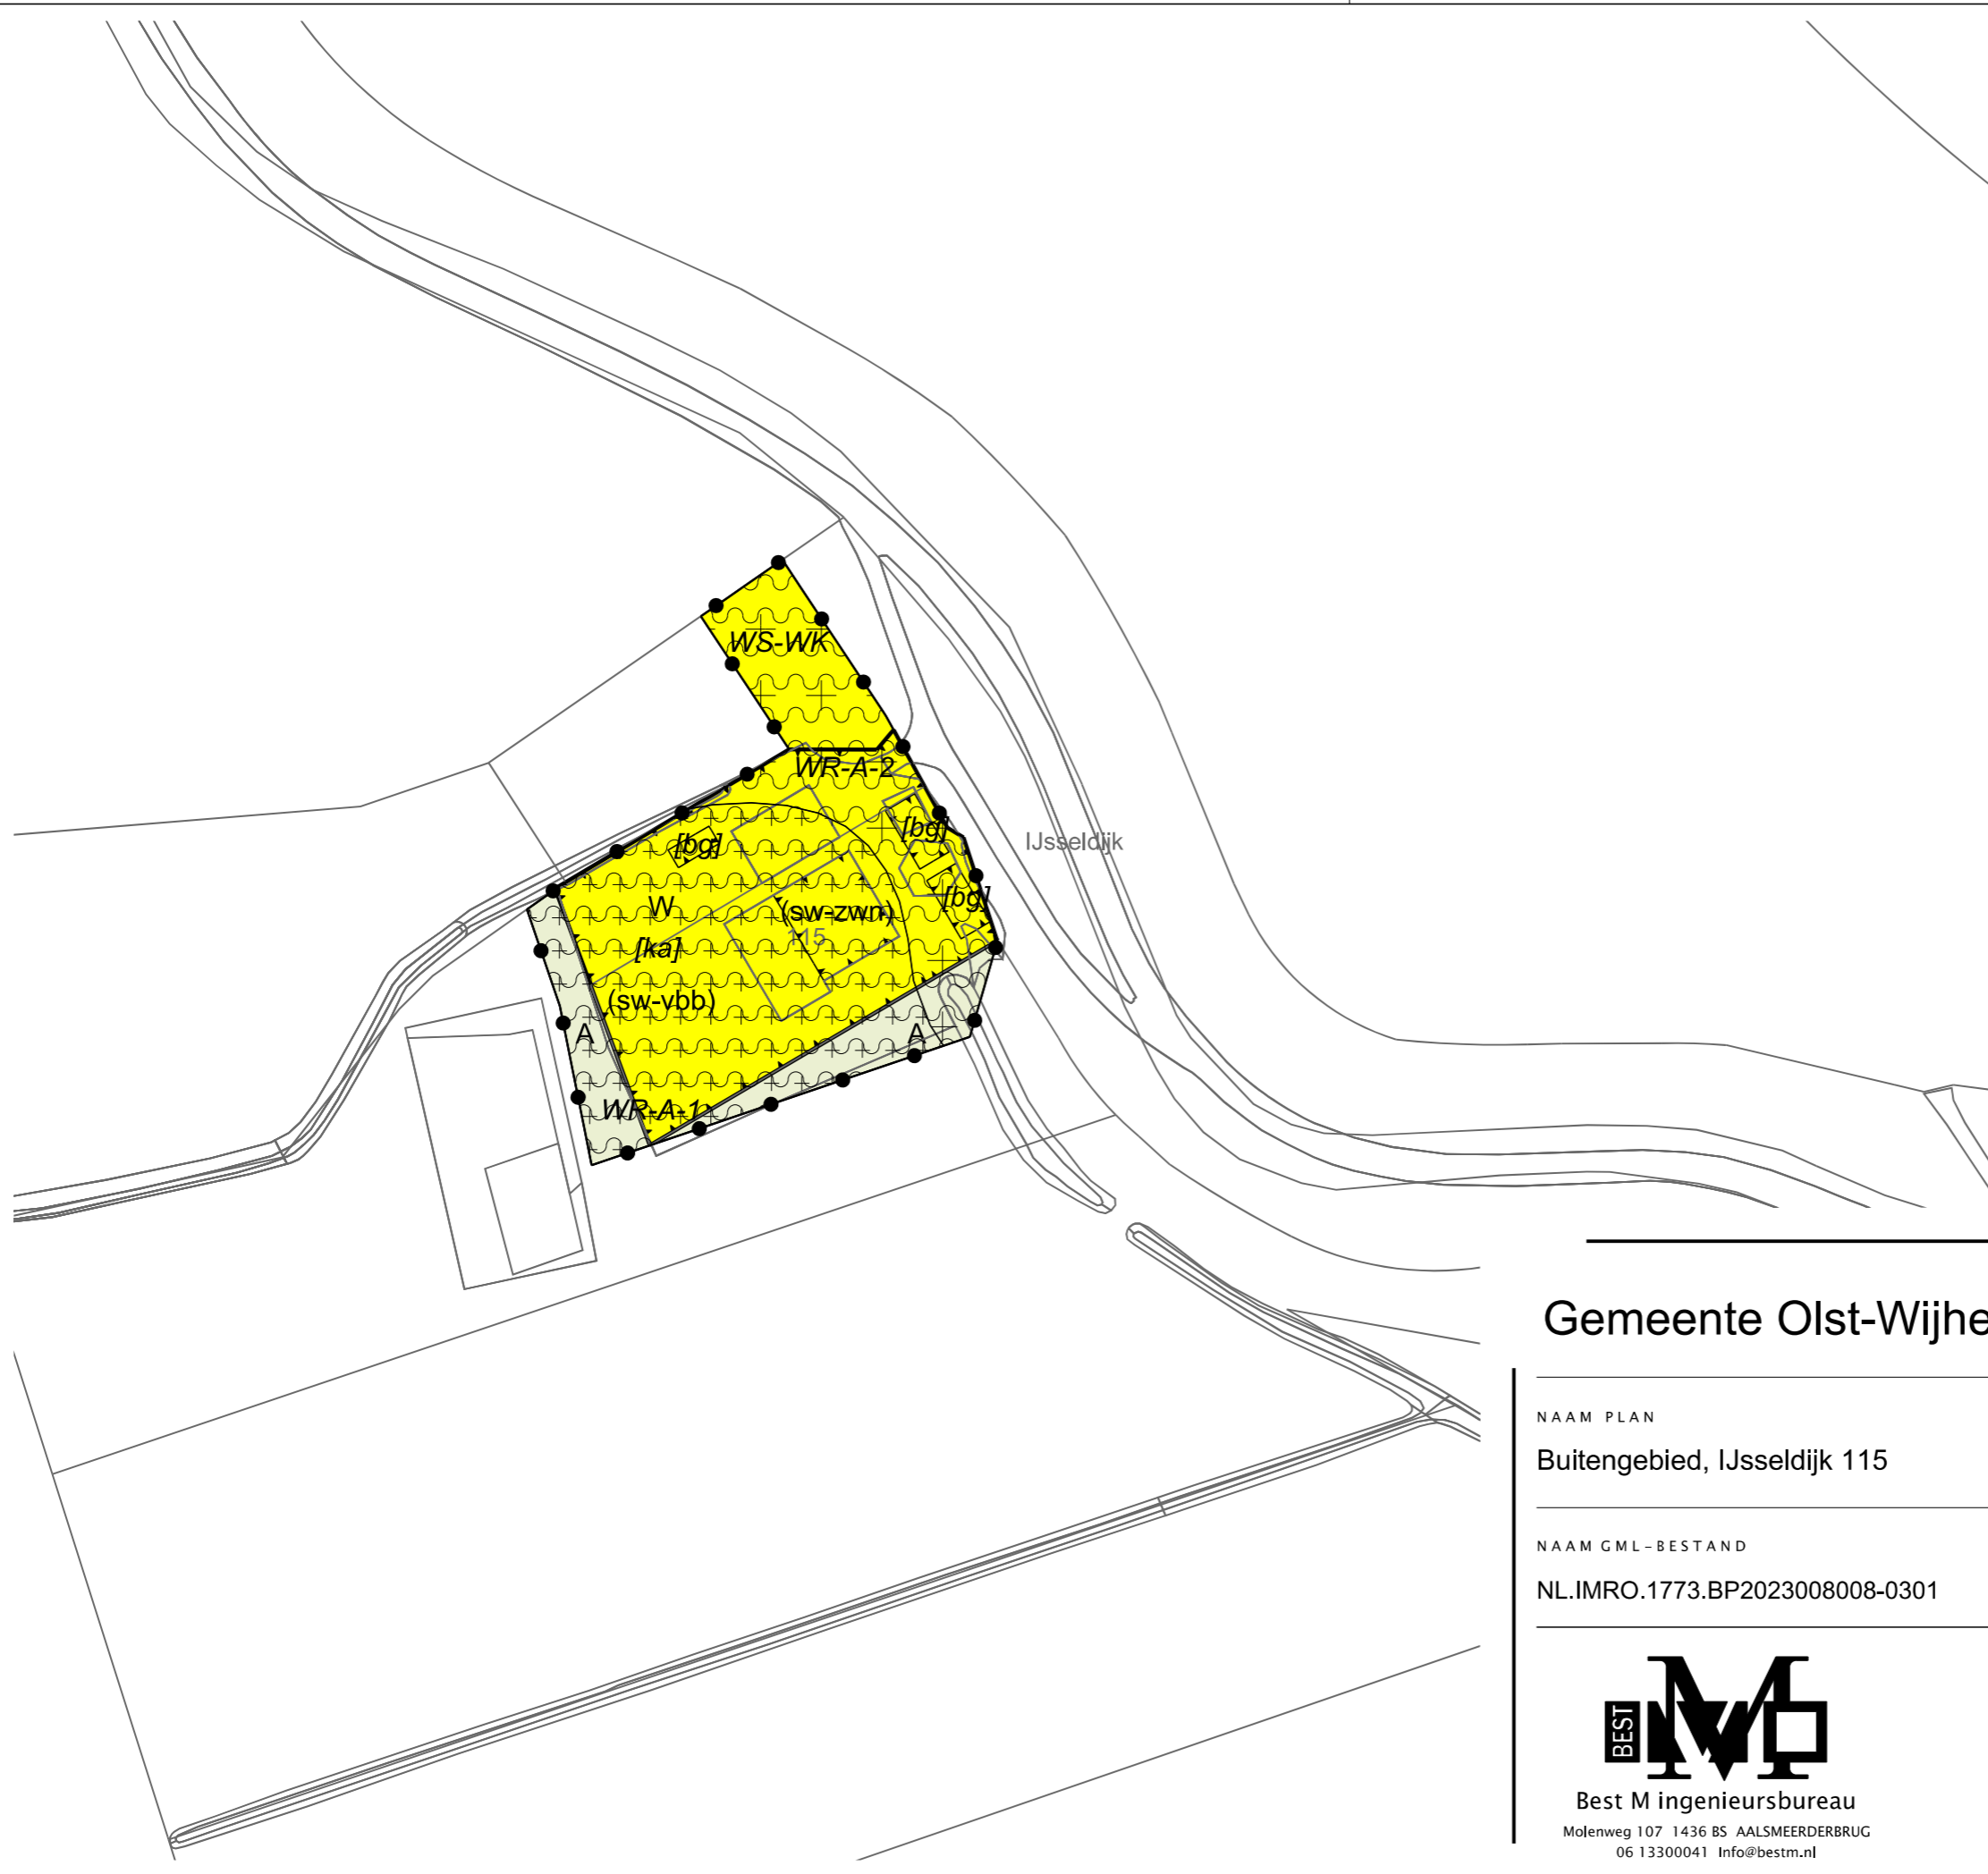 WS-WK
WR-A-2
[bg]
[bg]
IJsseldijk
[bg]
W
(sw-zwn)
115
[ka]
(sw-vbb)
A
A
WR-A-1
Gemeente Olst-Wijhe
NAAM PLAN
Buitengebied, IJsseldijk 115
NAAM GML-BESTAND
NL.IMRO.1773.BP2023008008-0301
BEST
M
Best M ingenieursbureau
Molenweg 107 1436 BS AALSMEERDERBRUG
06 13300041 Info@bestm.nl